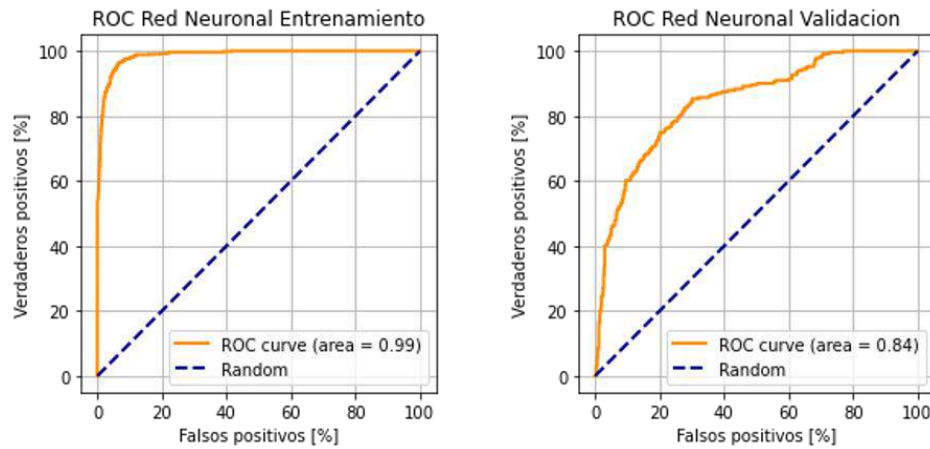 ROC Red Neuronal Entrenamiento
100
80
60
40
20
0
Verdaderos positivos [%]
ROC curve (area = 0.99)
Random
0 20 40 60 80 100
Falsos positivos [%]
ROC Red Neuronal Validacion
100
80
60
40
20
0
Verdaderos positivos [%]
ROC curve (area = 0.84)
Random
0 20 40 60 80 100
Falsos positivos [%]